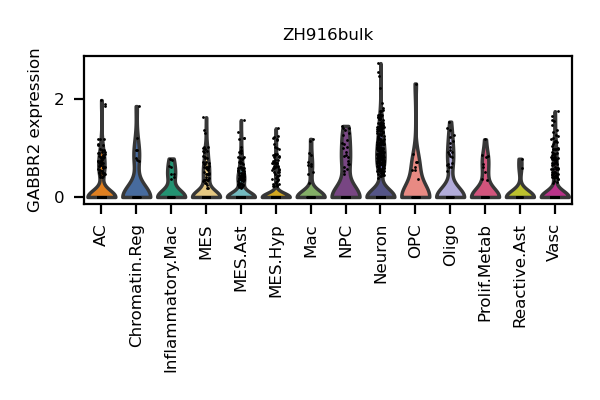 ZH916bulk
GABBR2 expression
2
0
AC
Chromatin.Reg
Inflammatory.Mac
MES
MES.Ast
MES.Hyp
Mac
NPC
Neuron
OPC
Oligo
Prolif.Metab
Reactive.Ast
Vasc